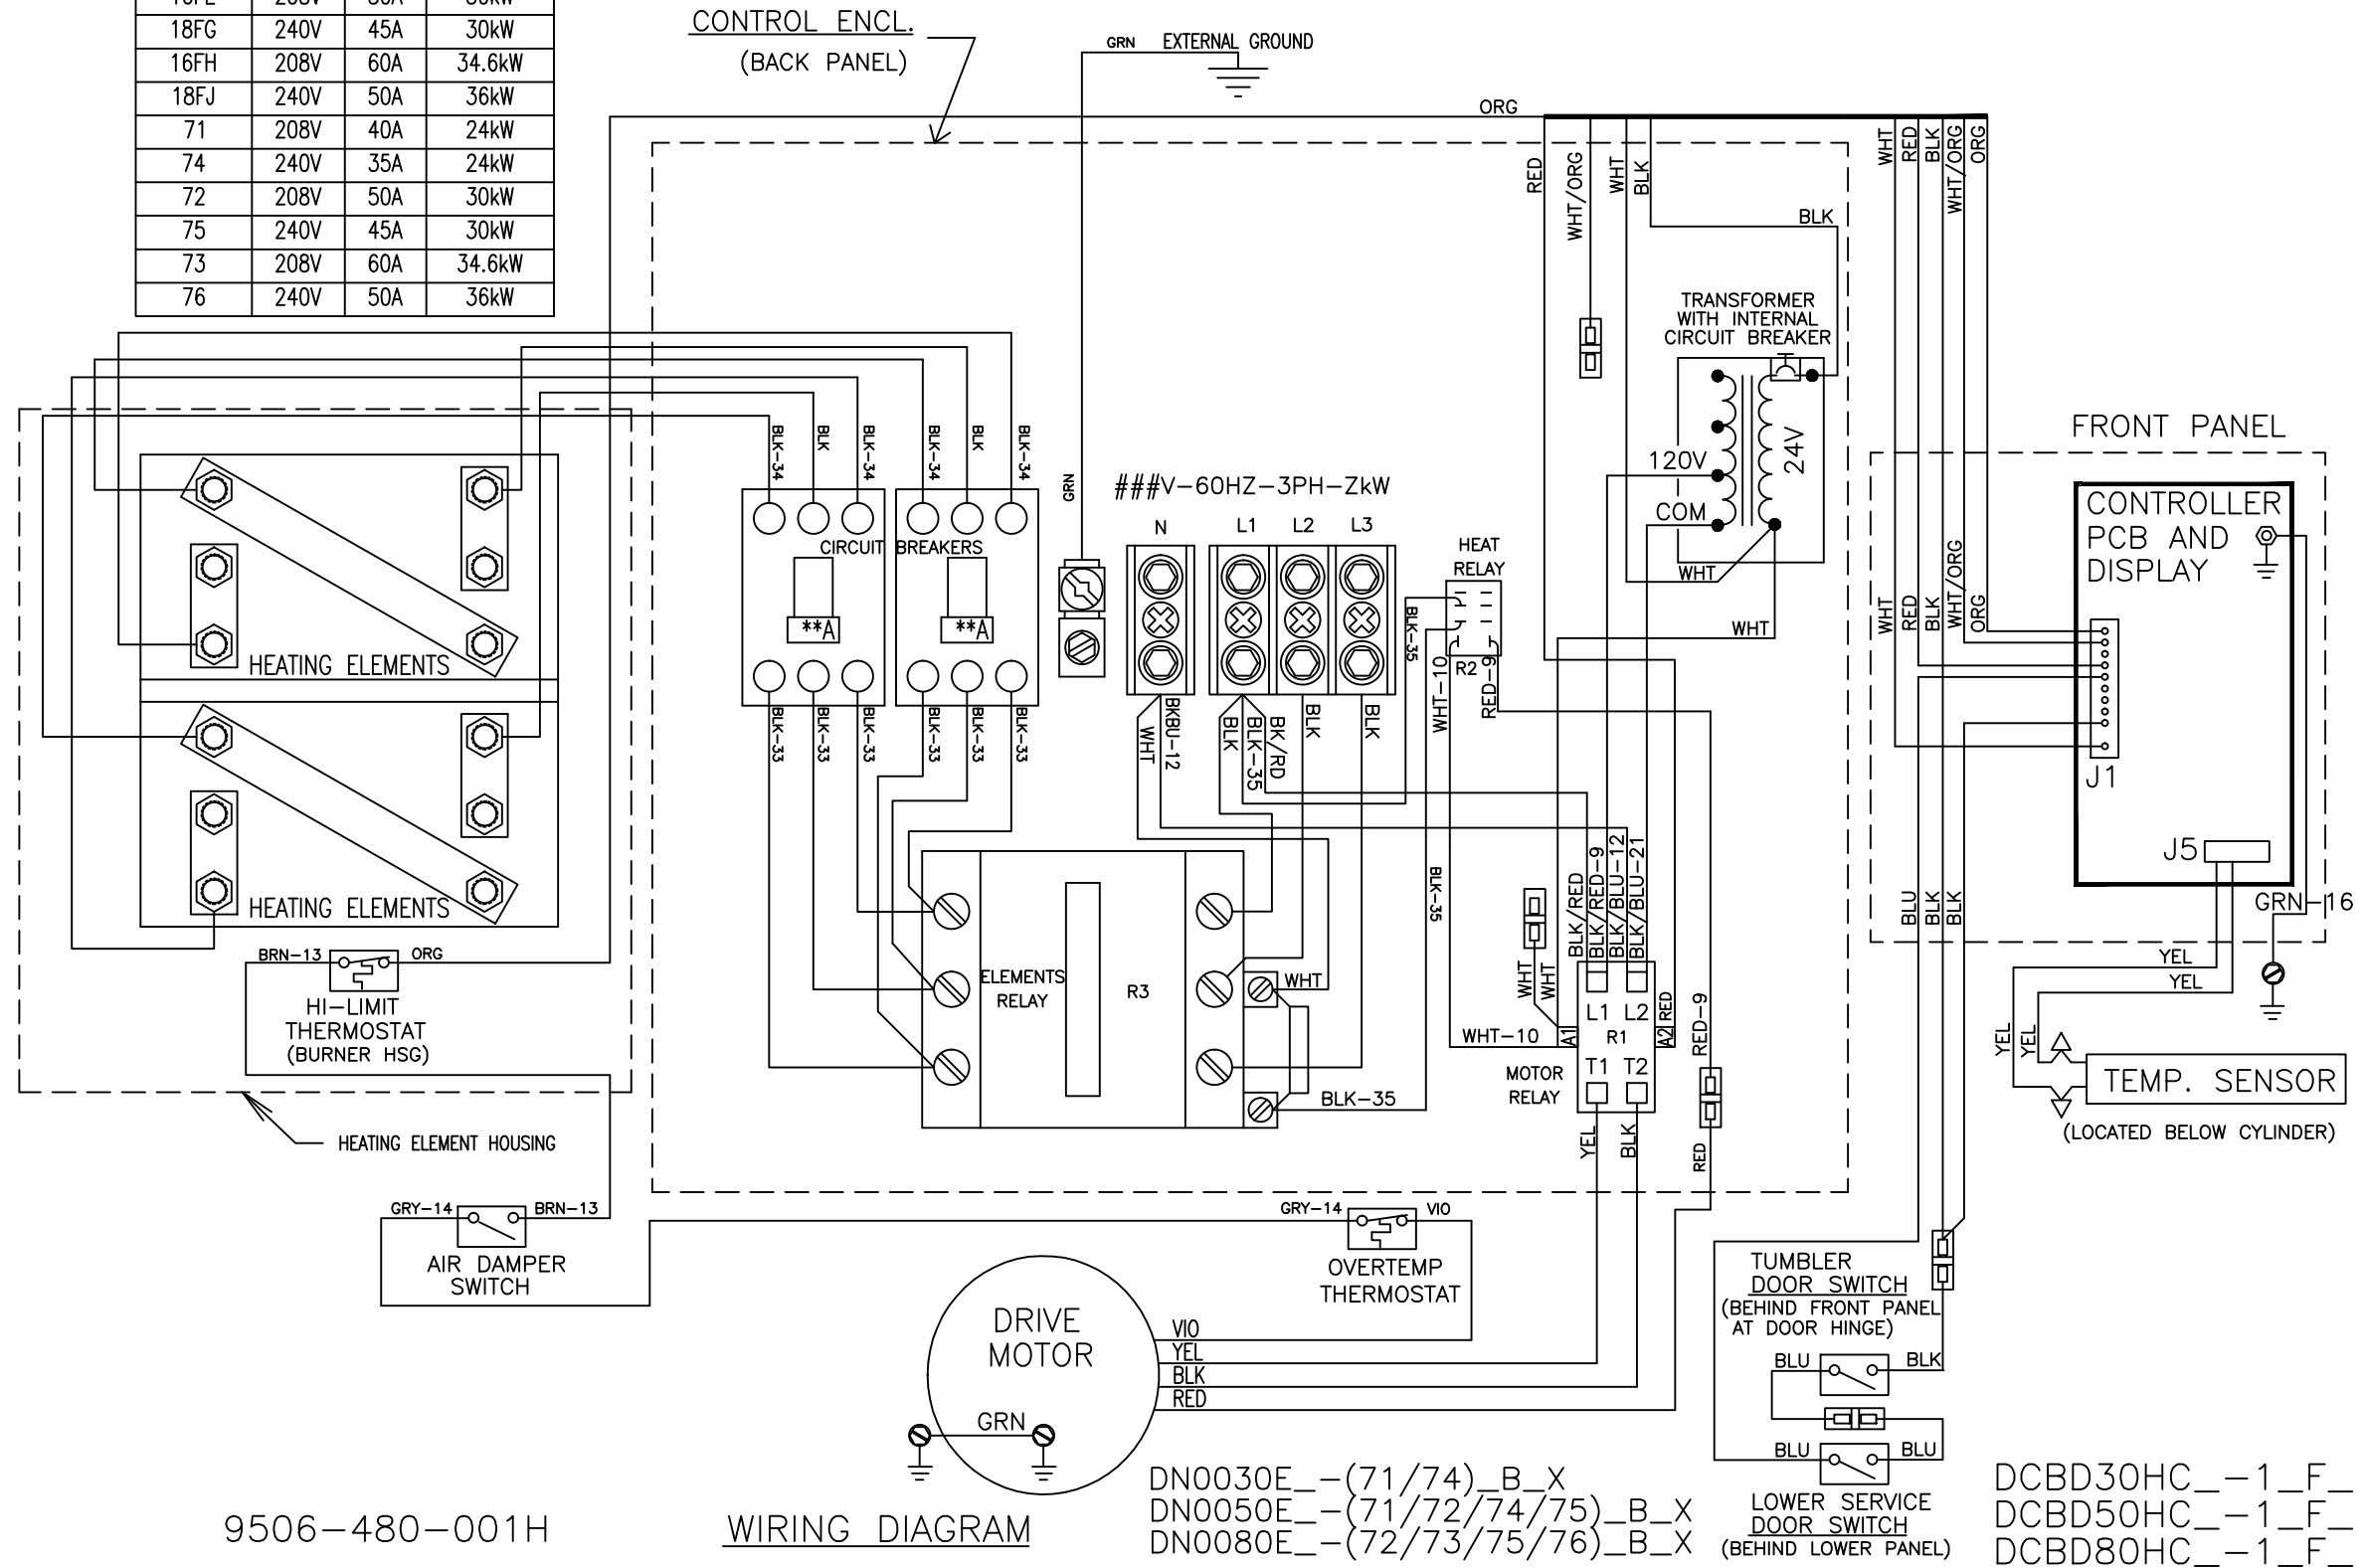 18FG 240V 45A 30kW
16FH 208V 60A 34.6kW
18FJ 240V 50A 36kW
71 208V 40A 24kW
74 240V 35A 24kW
72 208V 50A 30kW
75 240V 45A 30kW
73 208V 60A 34.6kW
76 240V 50A 36kW
CONTROL ENCL.
(BACK PANEL)
GRN EXTERNAL GROUND
ORG
RED
WHT/ORG
WHT
BLK
BLK
WHT
RED
BLK
WHT/ORG
ORG
TRANSFORMER
WITH INTERNAL
CIRCUIT BREAKER
120V
COM
24V
WHT
WHT
FRONT PANEL
CONTROLLER
PCB AND
DISPLAY
WHT
RED
BLK
WHT/ORG
ORG
J1
J5
GRN-16
BLU
BLK
BLK
YEL
YEL
YEL
YEL
TEMP. SENSOR
(LOCATED BELOW CYLINDER)
BLK-34
BLK
BLK-34
BLK-34
BLK
BLK-34
CIRCUIT BREAKERS
**A
**A
BLK-33
BLK-33
BLK-33
BLK-33
BLK-33
BLK-33
GRN
###V-60HZ-3PH-ZkW
N L1 L2 L3
HEAT
RELAY
R2
BLK-35
WHT-10
RED-9
WHT
BKBU-12
BLK
BLK-35
BK/RD
BLK
BLK
HEATING ELEMENTS
HEATING ELEMENTS
BRN-13 ORG
HI-LIMIT
THERMOSTAT
(BURNER HSG)
HEATING ELEMENT HOUSING
ELEMENTS
RELAY
R3
WHT
BLK-35
BLK-35
WHT-10
WHT
WHT
BLK/RED
BLK/RED-9
BLK/BLU-12
BLK/BLU-21
L1 L2
A1 R1 A2
RED
T1 T2
MOTOR
RELAY
YEL
BLK
RED-9
RED
GRY-14 BRN-13
AIR DAMPER
SWITCH
GRY-14 VIO
OVERTEMP
THERMOSTAT
DRIVE
MOTOR
VIO
YEL
BLK
RED
GRN
TUMBLER
DOOR SWITCH
(BEHIND FRONT PANEL
AT DOOR HINGE)
BLU BLK
BLU BLU
LOWER SERVICE
DOOR SWITCH
(BEHIND LOWER PANEL)
9506-480-001H
WIRING DIAGRAM
DN0030E_-(71/74)_B_X
DN0050E_-(71/72/74/75)_B_X
DN0080E_-(72/73/75/76)_B_X
DCBD30HC_-1_F_
DCBD50HC_-1_F_
DCBD80HC_-1_F_